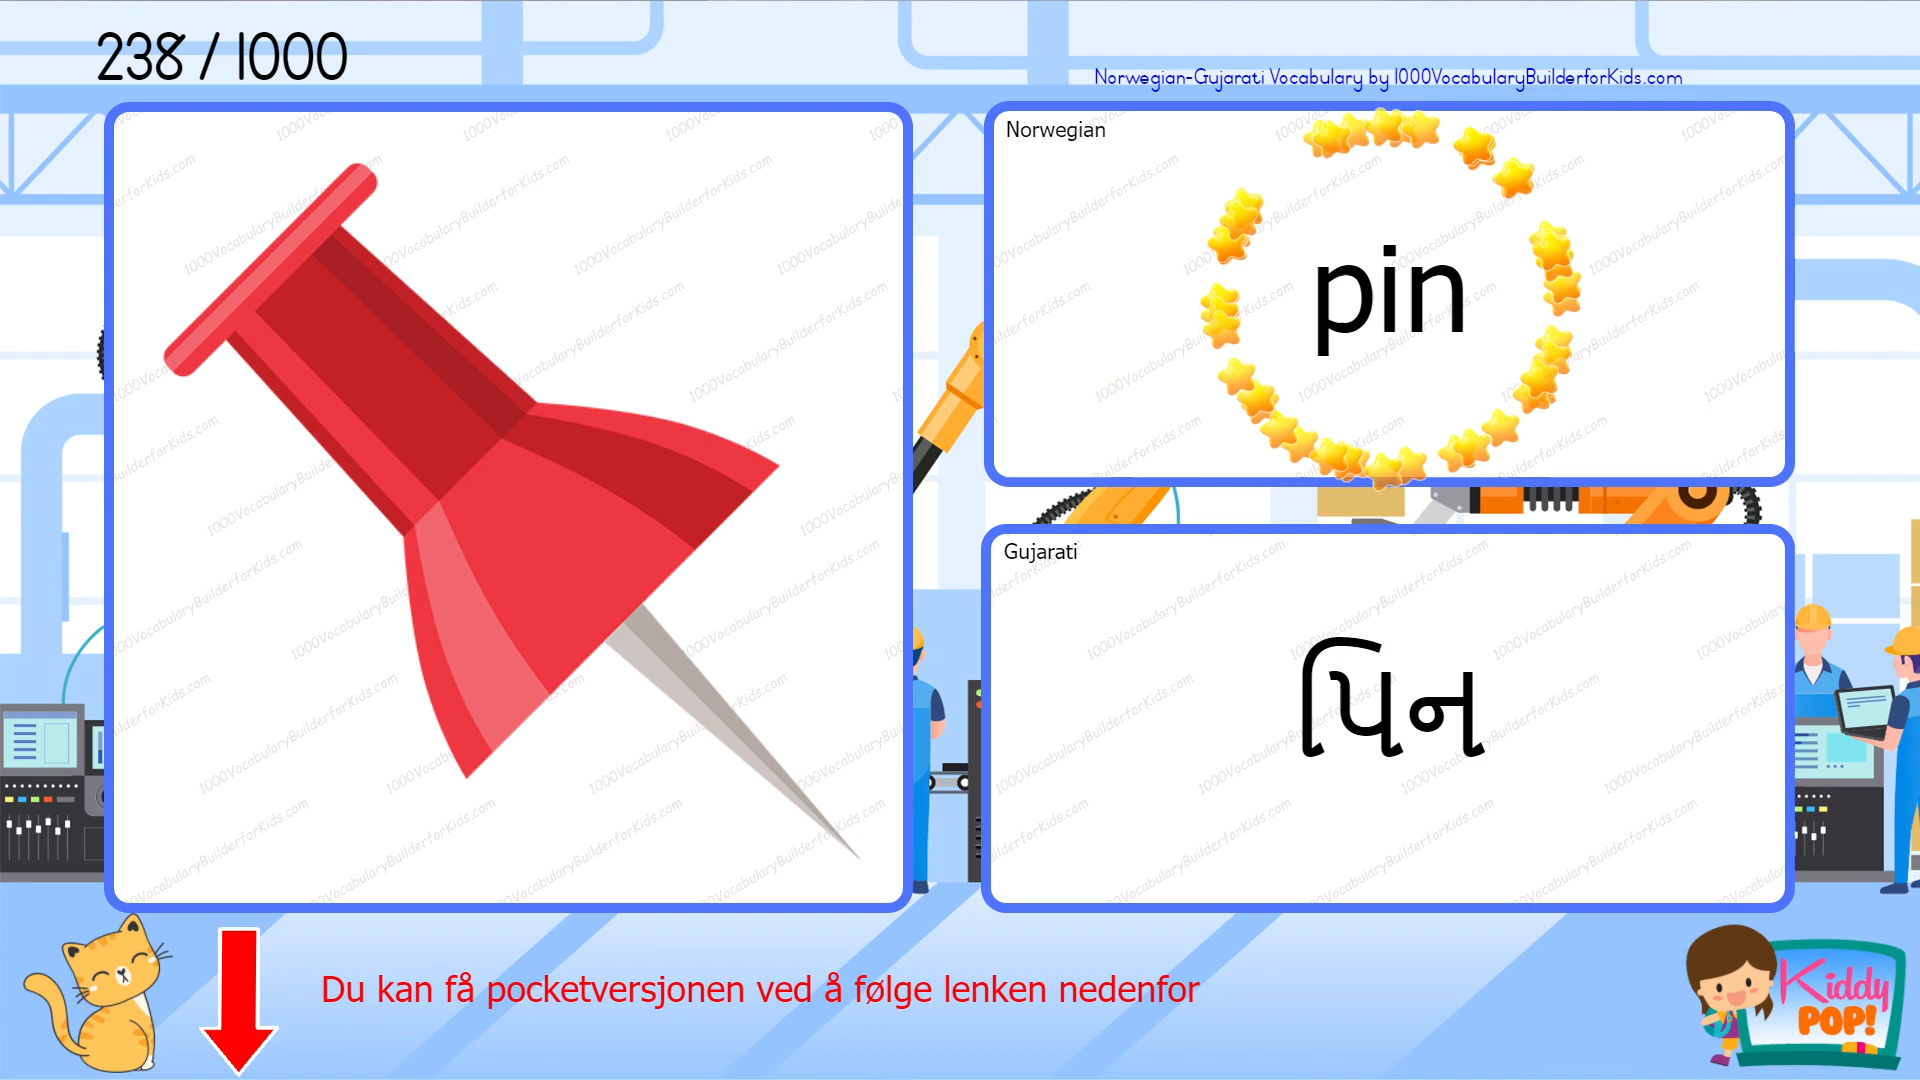 238 / 1000
Norwegian-Gujarati Vocabulary by 1000VocabularyBuilderforKids.com
Norwegian
pin
Gujarati
પિન
Du kan få pocketversjonen ved å følge lenken nedenfor
Kiddy
POP!